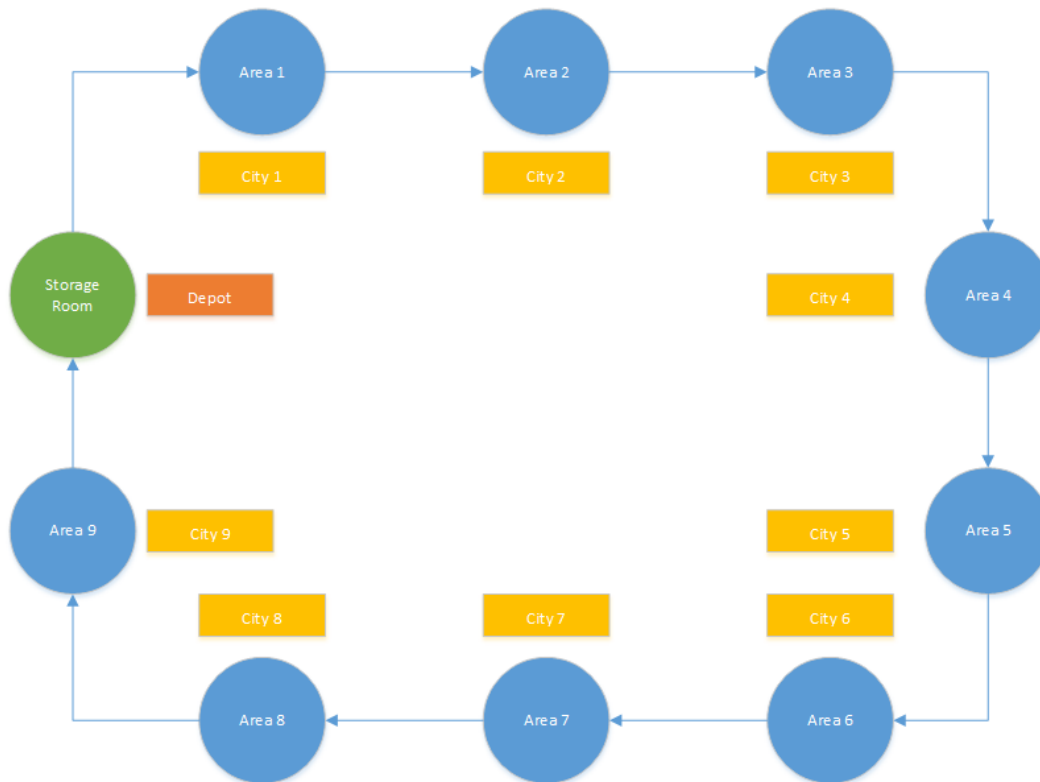 Area 1
Area 2
Area 3
City 1
City 2
City 3
Storage
Room
Depot
City 4
Area 4
Area 9
City 9
City 5
Area 5
City 8
City 7
City 6
Area 8
Area 7
Area 6